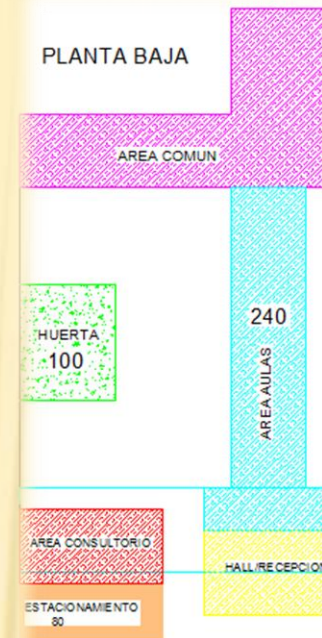 PLANTA BAJA
AREA COMUN
HUERTA
100
240
AREA AULAS
AREA CONSULTORIO
HALL/RECEPCION
ESTACIONAMIENTO
80